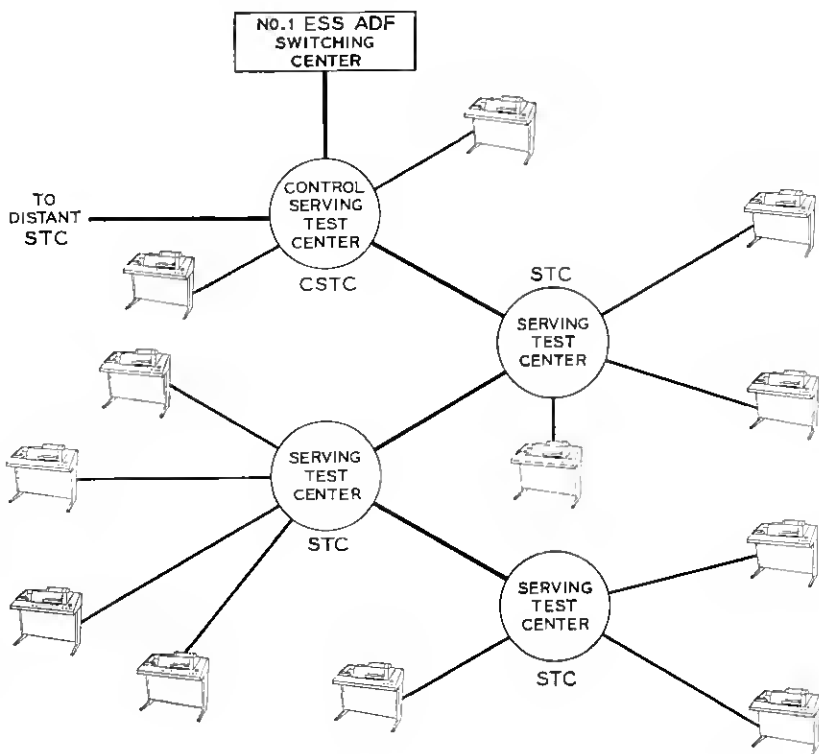 NO.1 ESS ADF
SWITCHING
CENTER
CONTROL
SERVING
TEST
CENTER
CSTC
TO
DISTANT
STC
STC
SERVING
TEST
CENTER
SERVING
TEST
CENTER
STC
SERVING
TEST
CENTER
STC